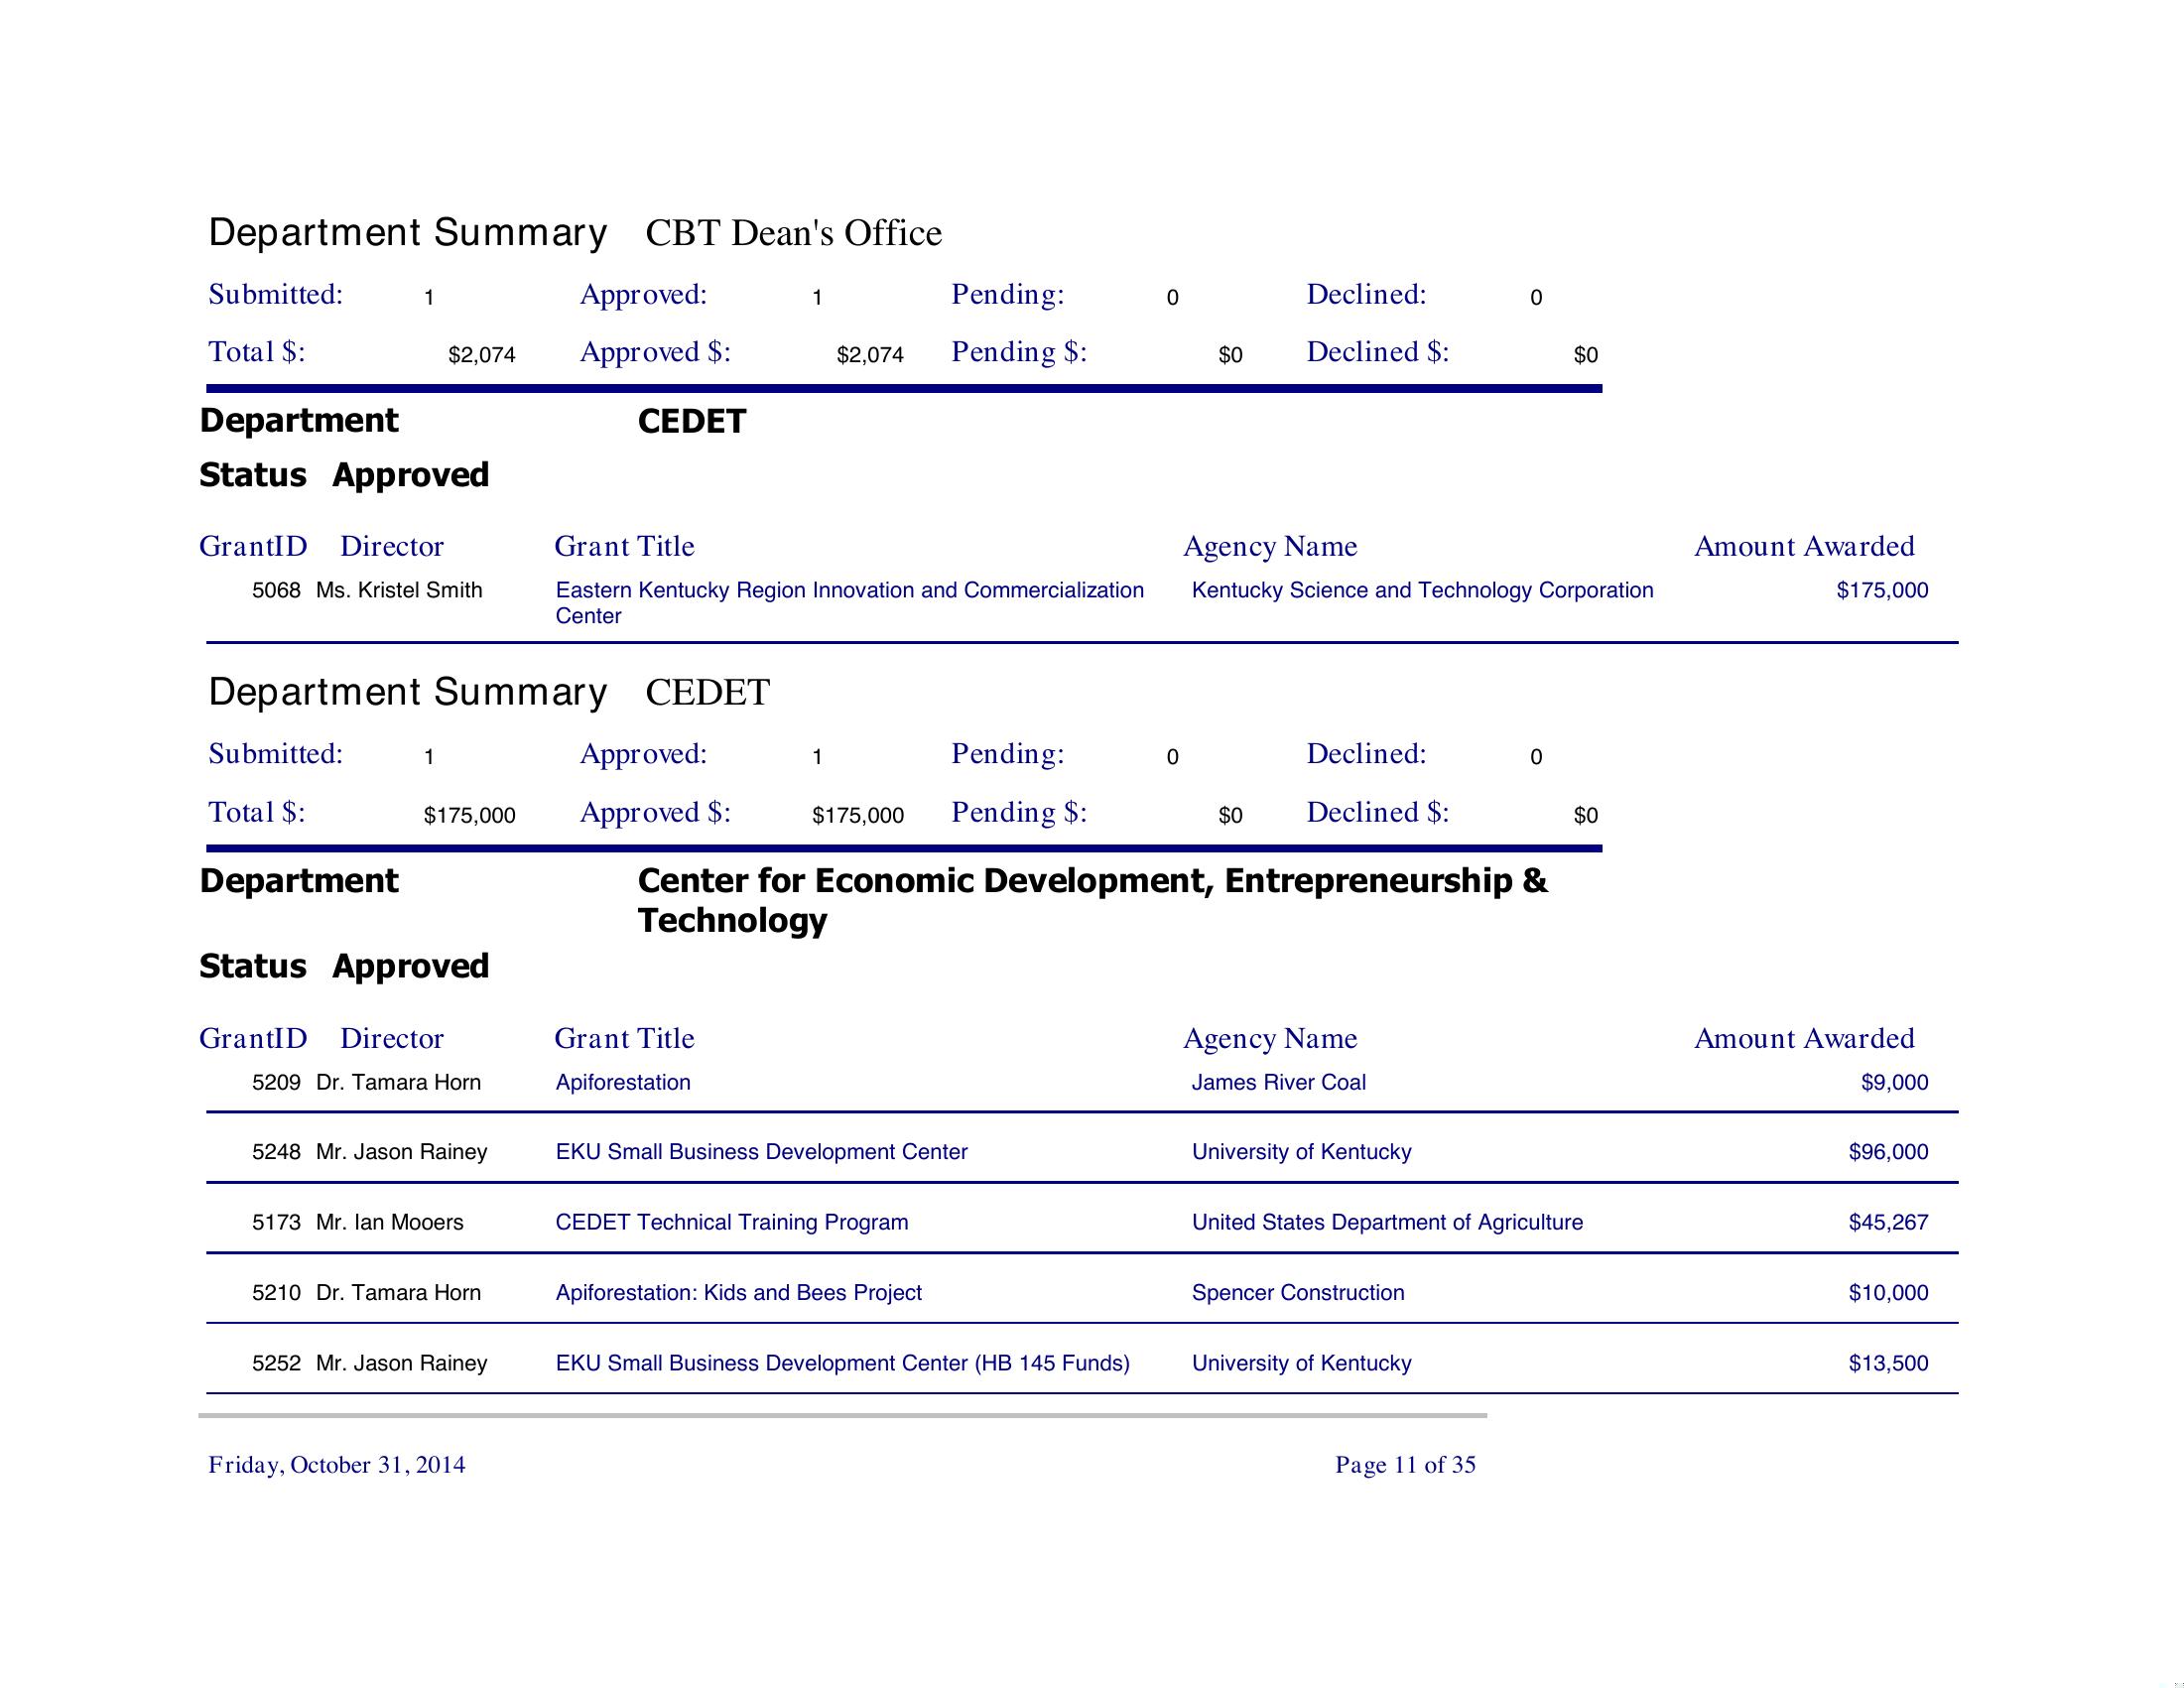 Department Summary CBT Dean's Office
Submitted: 1 Approved: 1 Pending: 0 Declined: 0
Total $: $2,074 Approved $: $2,074 Pending $: $0 Declined $: $0
Department CEDET
Status Approved
GrantID Director Grant Title Agency Name Amount Awarded
5068 Ms. Kristel Smith Eastern Kentucky Region Innovation and Commercialization Kentucky Science and Technology Corporation $175,000
Center
Department Summary CEDET
Submitted: 1 Approved: 1 Pending: 0 Declined: 0
Total $: $175,000 Approved $: $175,000 Pending $: $0 Declined $: $0
Department Center for Economic Development, Entrepreneurship &
Technology
Status Approved
GrantID Director Grant Title Agency Name Amount Awarded
5209 Dr. Tamara Horn Apiforestation James River Coal $9,000
5248 Mr. Jason Rainey EKU Small Business Development Center University of Kentucky $96,000
5173 Mr. Ian Mooers CEDET Technical Training Program United States Department of Agriculture $45,267
5210 Dr. Tamara Horn Apiforestation: Kids and Bees Project Spencer Construction $10,000
5252 Mr. Jason Rainey EKU Small Business Development Center (HB 145 Funds) University of Kentucky $13,500
Friday, October 31, 2014 Page 11 of 35